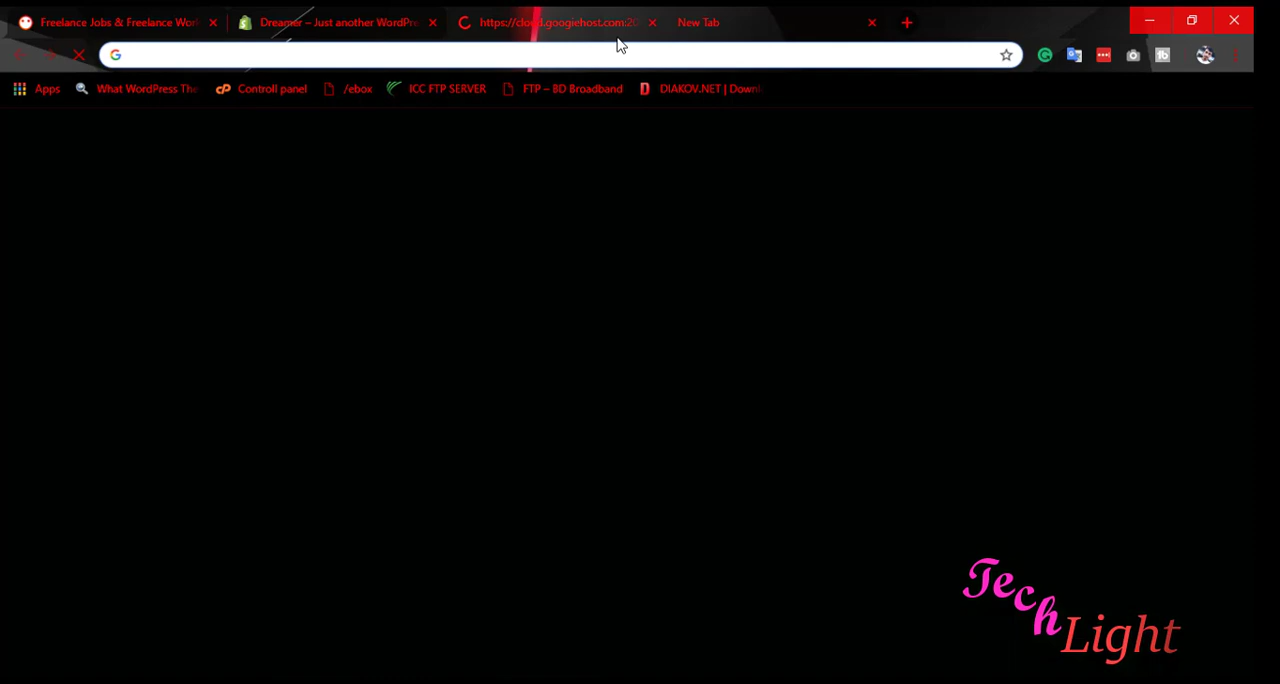 Freelance Jobs & Freelance Wor
Dreamer – Just another WordPre
https://cloud.googiehost.com:20
New Tab
Apps
What WordPress The
Controll panel
/ebox
ICC FTP SERVER
FTP – BD Broadband
DIAKOV.NET | Downl
Tech
Light